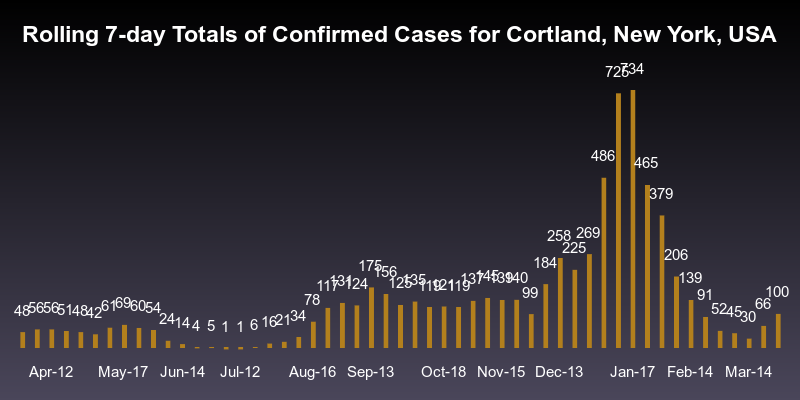 Rolling 7-day Totals of Confirmed Cases for Cortland, New York, USA
48 56 56 51 48 42 61 69 60 54 24 14 4 5 1 1 6 16 21 34 78 117 131 124 175 156 125 135 119 121 119 137 145 139 140 99 184 258 225 269 486 725 734 465 379 206 139 91 52 45 30 66 100
Apr-12 May-17 Jun-14 Jul-12 Aug-16 Sep-13 Oct-18 Nov-15 Dec-13 Jan-17 Feb-14 Mar-14